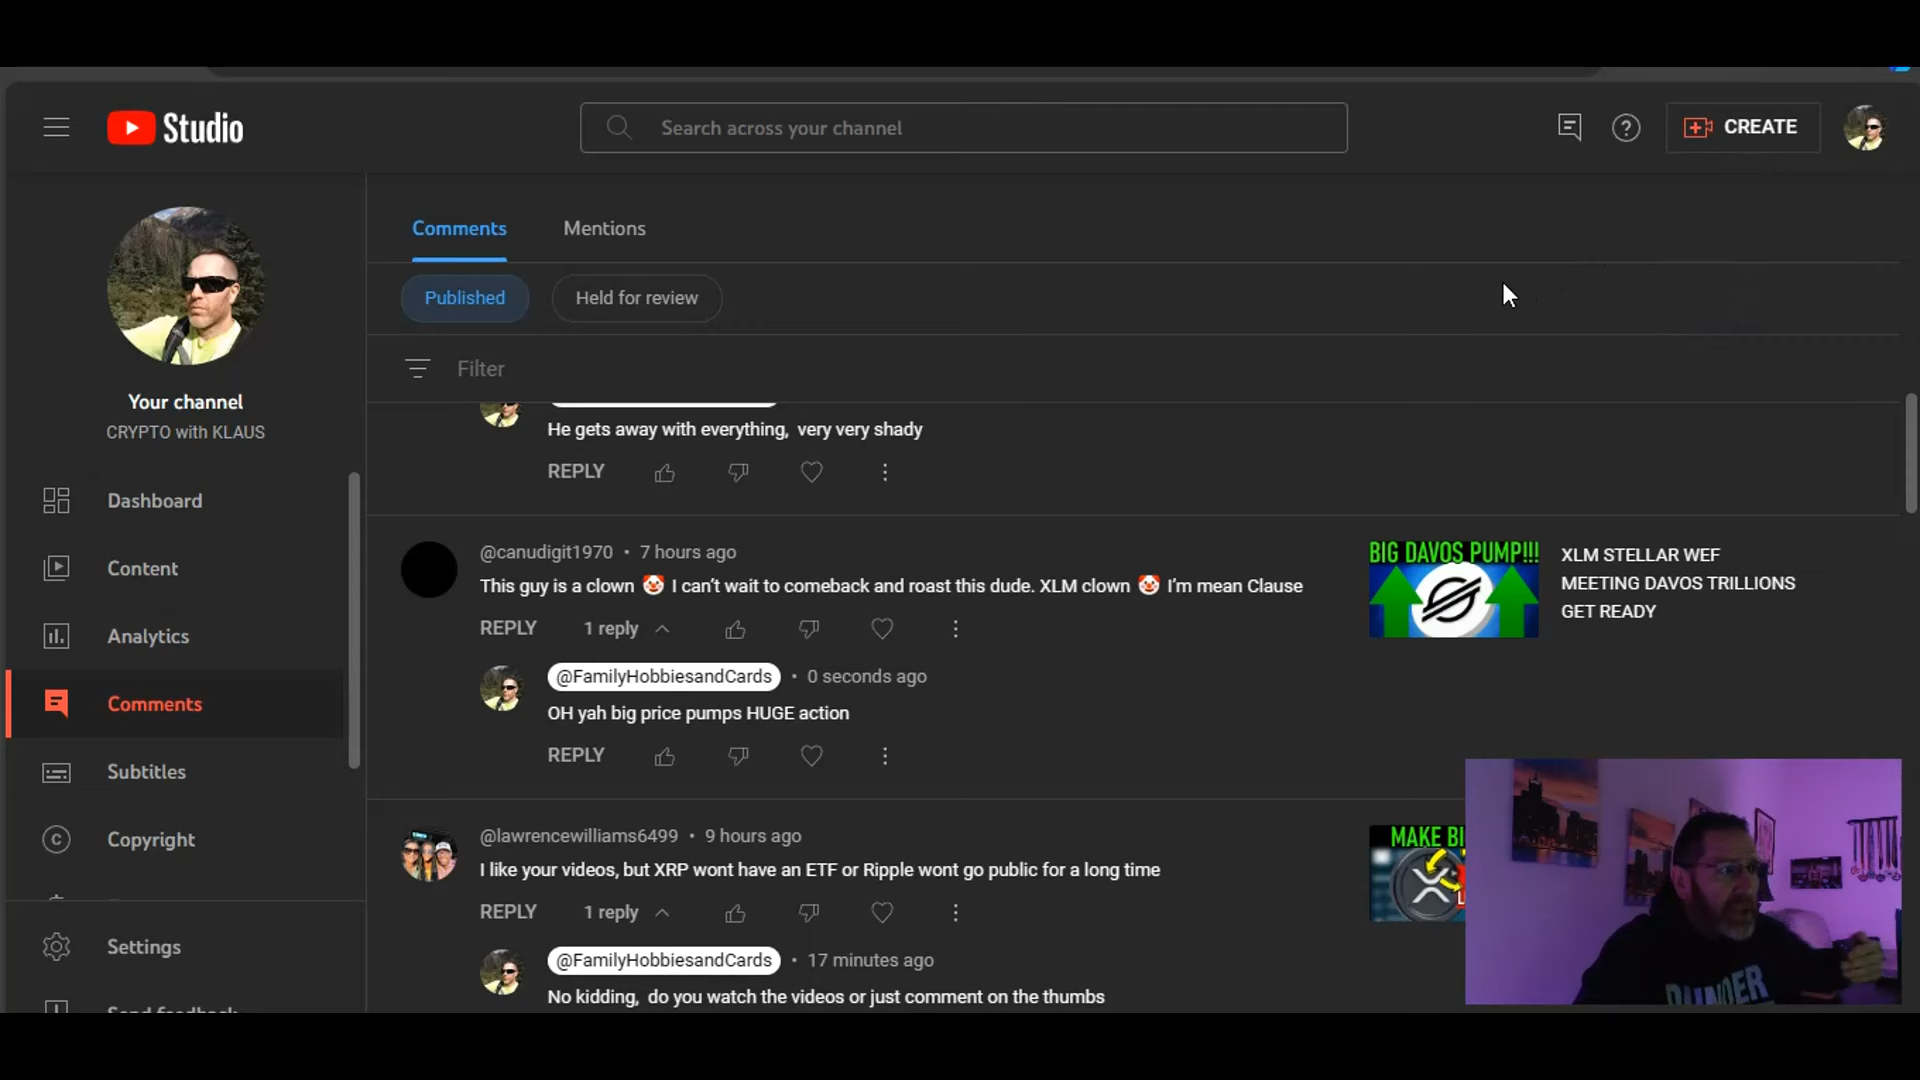 Studio
Search across your channel
CREATE
Your channel
CRYPTO with KLAUS
Dashboard
Content
Analytics
Comments
Subtitles
Copyright
Settings
Send feedback
Comments
Mentions
Published
Held for review
Filter
He gets away with everything, very very shady
REPLY
@canudigit1970 • 7 hours ago
This guy is a clown 🤡 I can't wait to comeback and roast this dude. XLM clown 🤡 I'm mean Clause
REPLY 1 reply
BIG DAVOS PUMP!!!
XLM STELLAR WEF
MEETING DAVOS TRILLIONS
GET READY
@FamilyHobbiesandCards • 0 seconds ago
OH yah big price pumps HUGE action
REPLY
@lawrencewilliams6499 • 9 hours ago
I like your videos, but XRP wont have an ETF or Ripple wont go public for a long time
REPLY 1 reply
MAKE BI
@FamilyHobbiesandCards • 17 minutes ago
No kidding, do you watch the videos or just comment on the thumbs